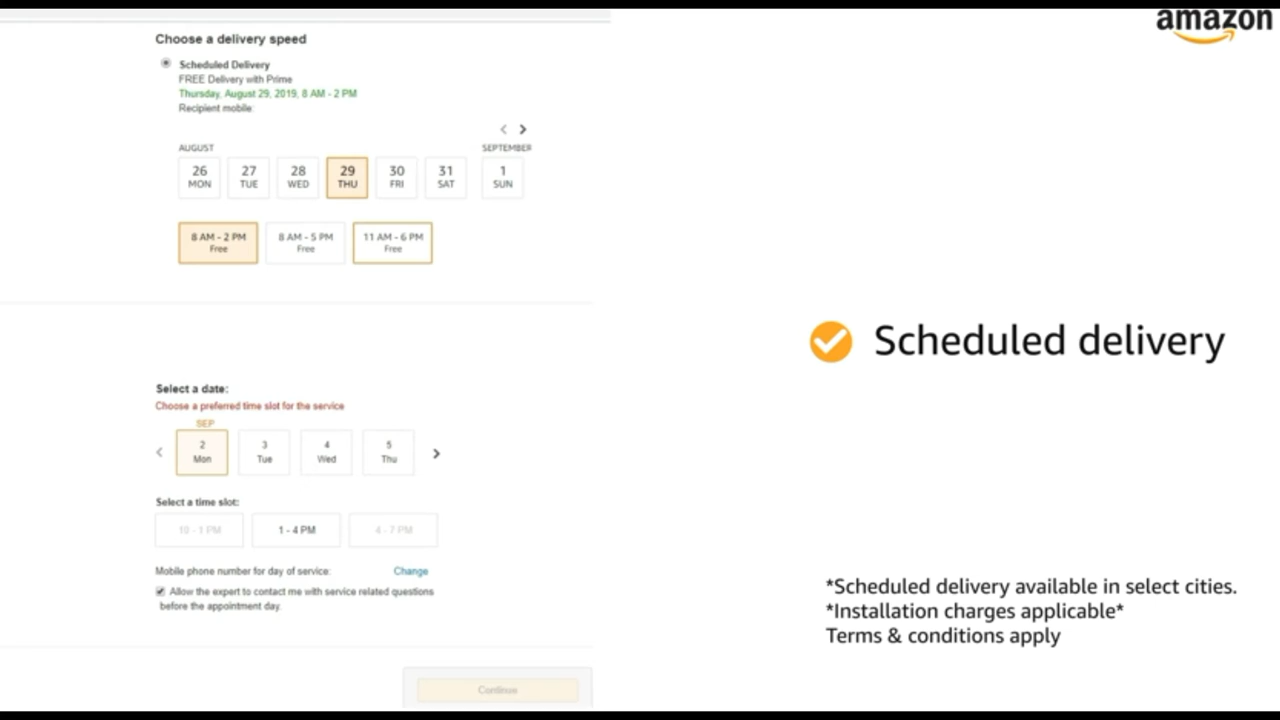 amazon
Choose a delivery speed
Scheduled Delivery
FREE Delivery with Prime
Thursday, August 29, 2019, 8 AM - 2 PM
Recipient mobile:
AUGUST SEPTEMBER
26 27 28 29 30 31 1
MON TUE WED THU FRI SAT SUN
8 AM - 2 PM 8 AM - 5 PM 11 AM - 6 PM
Free Free Free
Scheduled delivery
Select a date:
Choose a preferred time slot for the service
SEP
2 3 4 5
Mon Tue Wed Thu
Select a time slot:
10 - 1 PM 1 - 4 PM 4 - 7 PM
Mobile phone number for day of service: Change
Allow the expert to contact me with service related questions
before the appointment day.
*Scheduled delivery available in select cities.
*Installation charges applicable*
Terms & conditions apply
Continue